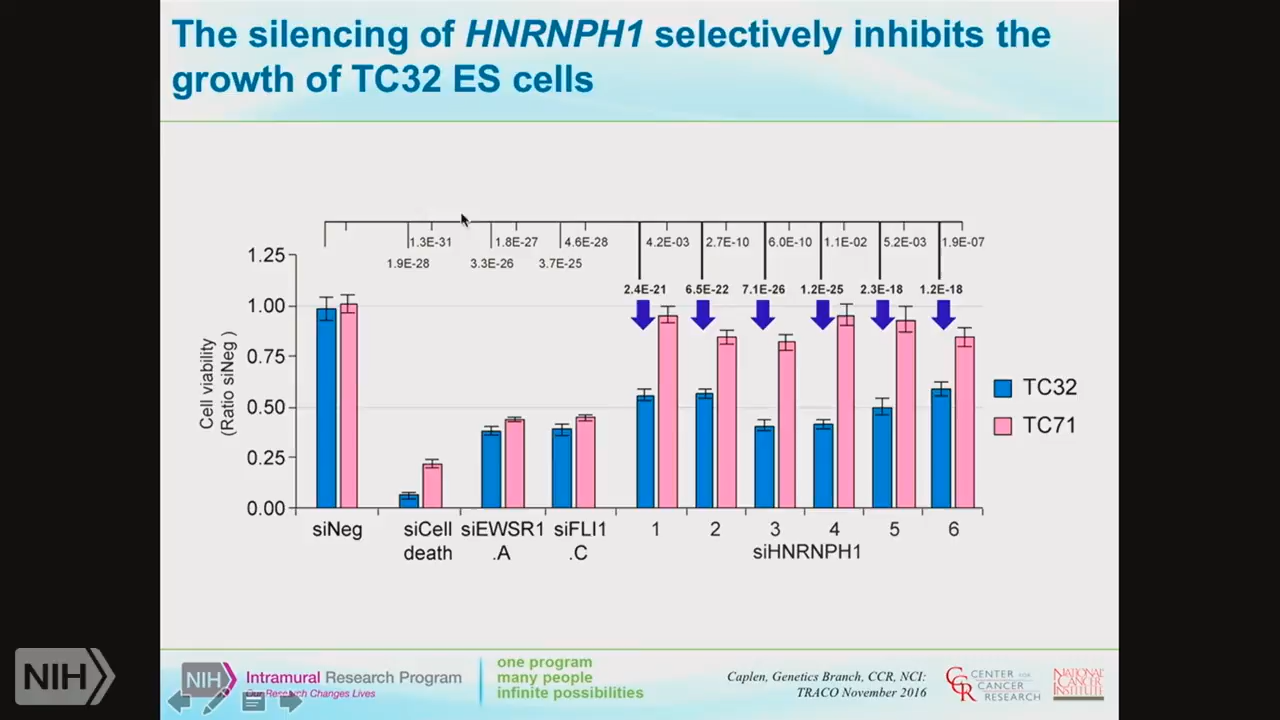 The silencing of HNRNPH1 selectively inhibits the
growth of TC32 ES cells
1.3E-31
1.8E-27
4.6E-28
4.2E-03
2.7E-10
6.0E-10
1.1E-02
5.2E-03
1.9E-07
1.9E-28
3.3E-26
3.7E-25
2.4E-21
6.5E-22
7.1E-26
1.2E-25
2.3E-18
1.2E-18
1.25
1.00
0.75
0.50
0.25
0.00
Cell viability
(Ratio siNeg )
TC32
TC71
siNeg
siCell
death
siEWSR1
.A
siFLI1
.C
1
2
3
4
5
6
siHNRNPH1
NIH
NIH
Intramural Research Program
Our Research Changes Lives
one program
many people
infinite possibilities
Caplen, Genetics Branch, CCR, NCI:
TRACO November 2016
CCR
CENTER FOR
CANCER
RESEARCH
NATIONAL
CANCER
INSTITUTE